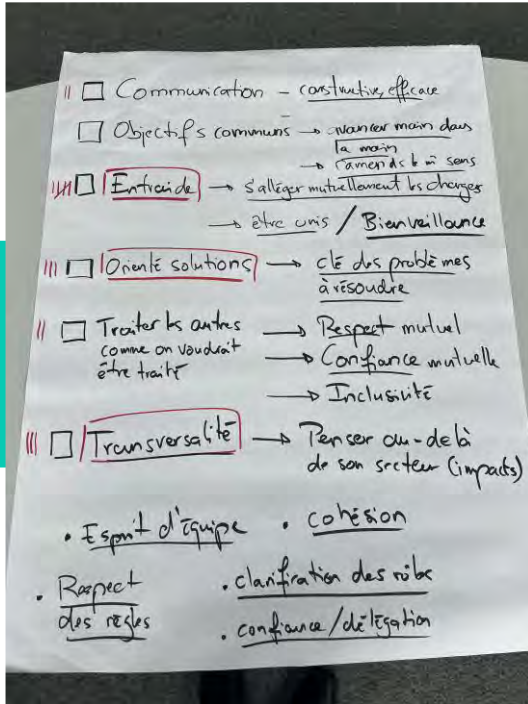 Communication - constructive, efficace
Objectifs communs → avancer main dans
la main
→ ramer ds le m̂ sens
Entraide → s'alléger mutuellement les charges
→ être unis / Bienveillance
Orienté solutions → clé des problèmes
à résoudre
Traiter les autres → Respect mutuel
comme on voudrait → Confiance mutuelle
être traité
→ Inclusivité
Transversalité → Penser au-delà
de son secteur (impacts)
• Esprit d'équipe • cohésion
• Respect • clarification des rôles
des règles
• confiance/délégation